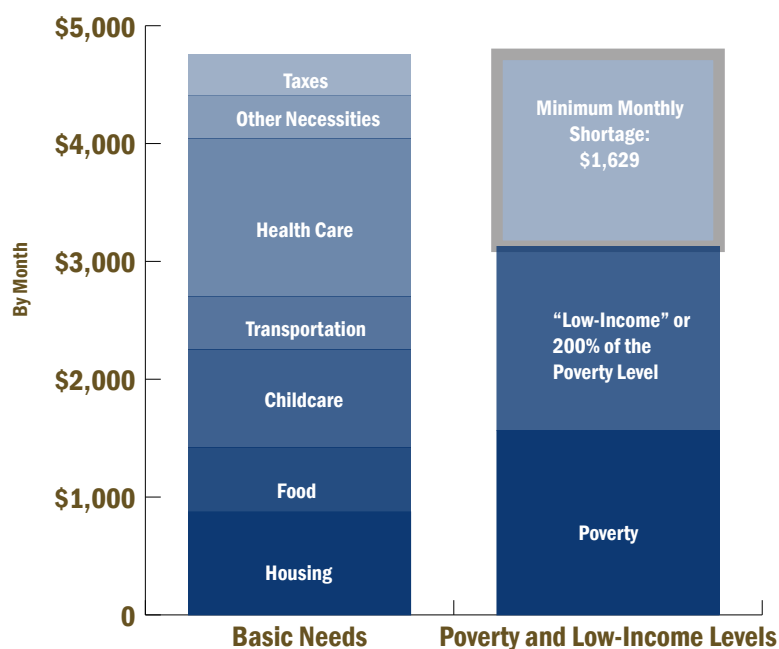 $5,000
$4,000
$3,000
$2,000
$1,000
0
By Month
Taxes
Other Necessities
Health Care
Transportation
Childcare
Food
Housing
Minimum Monthly
Shortage:
$1,629
“Low-Income” or
200% of the
Poverty Level
Poverty
Basic Needs
Poverty and Low-Income Levels